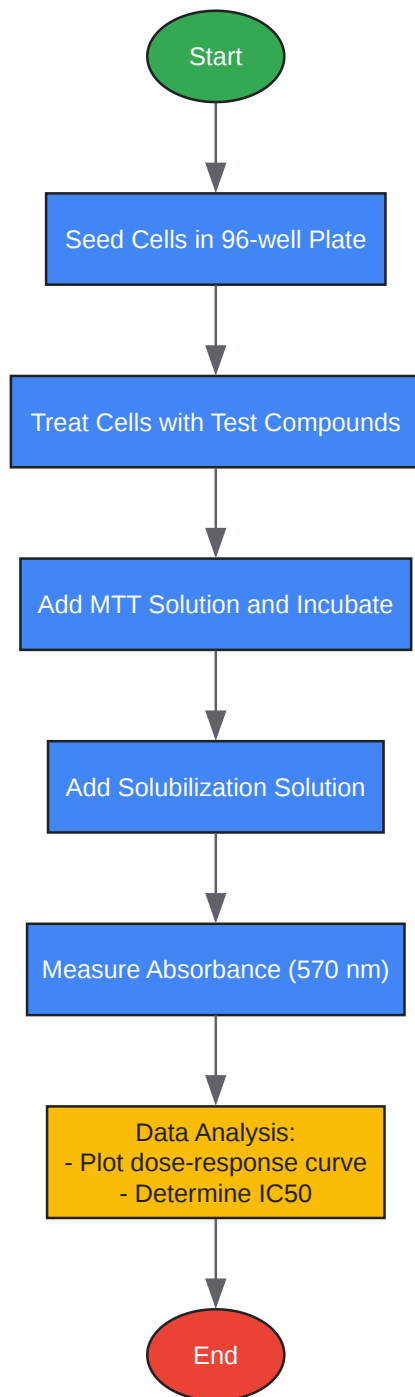 Start
Seed Cells in 96-well Plate
Treat Cells with Test Compounds
Add MTT Solution and Incubate
Add Solubilization Solution
Measure Absorbance (570 nm)
Data Analysis:
- Plot dose-response curve
- Determine IC50
End